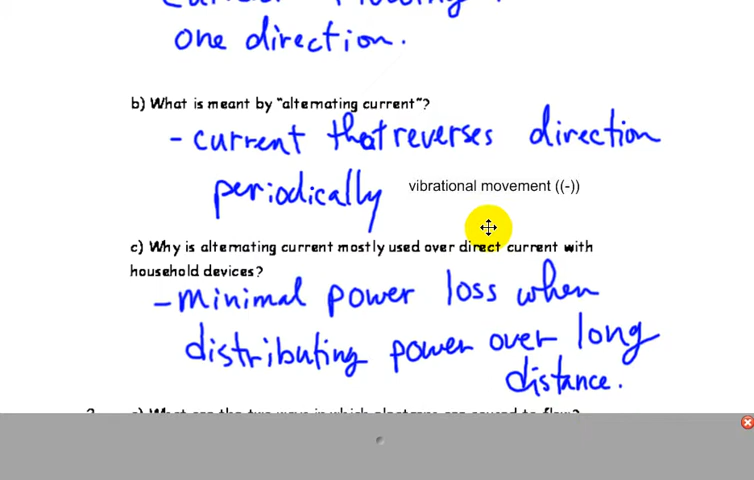 one direction.
b) What is meant by "alternating current"?
- current that reverses direction
periodically
vibrational movement ((-))
c) Why is alternating current mostly used over direct current with
household devices?
- minimal power loss when
distributing power over long
distance.